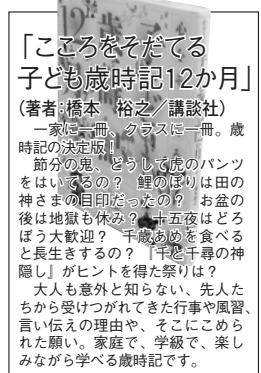 「こころをそだてる
子ども歳時記12か月」
(著者:橋本 裕之/講談社)
一家に一冊、クラスに一冊。歳
時記の決定版!
節分の鬼、どうして虎のパンツ
をはいてるの? 鯉のぼりは田の
神さまの目印だったの? お盆の
後は地獄も休み? 十五夜はどろ
ぼう大歓迎? 千歳あめを食べる
と長生きするの?『千と千尋の神
隠し』がヒントを得た祭りは?
大人も意外と知らない、先人た
ちから受けつがれてきた行事や風習、
言い伝えの理由や、そこにこめら
れた願い。家庭で、学級で、楽し
みながら学べる歳時記です。